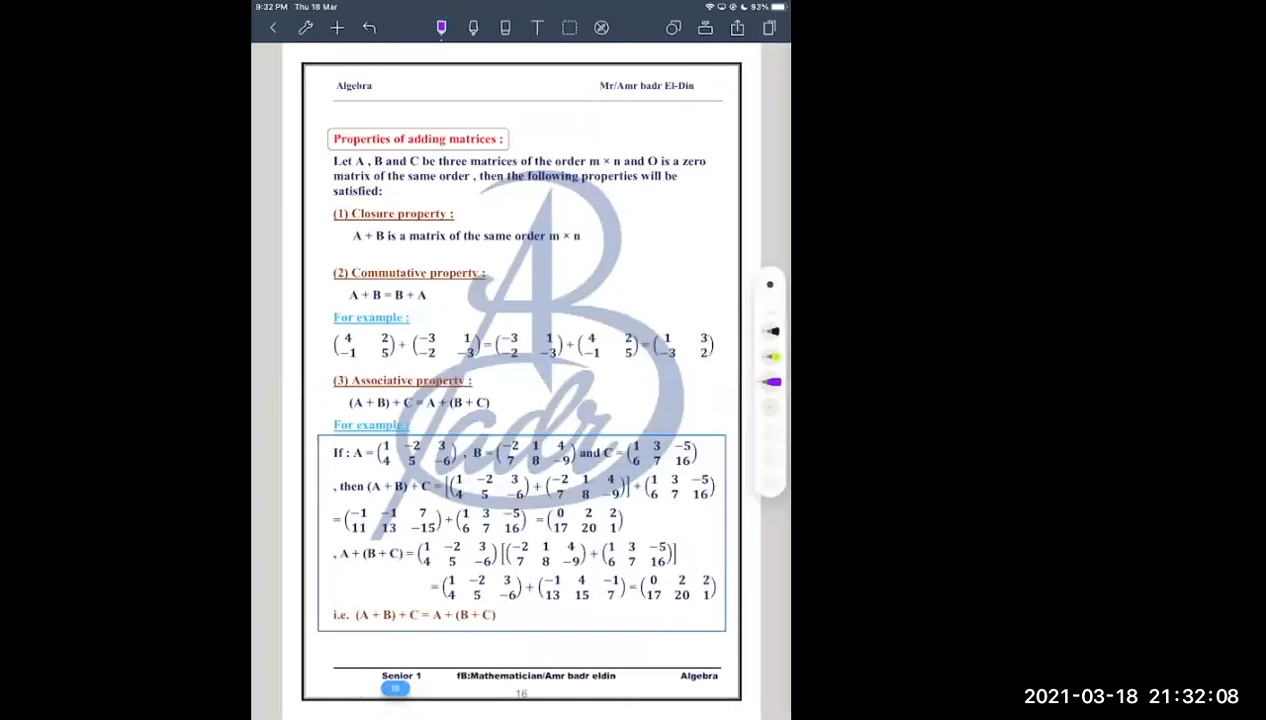 9:32 PM Thu 18 Mar 93%
Algebra Mr/Amr badr El-Din
Properties of adding matrices :
Let A , B and C be three matrices of the order m × n and O is a zero
matrix of the same order , then the following properties will be
satisfied:
(1) Closure property :
A + B is a matrix of the same order m × n
(2) Commutative property :
A + B = B + A
For example :
(4 2 / −1 5) + (−3 1 / −2 −3) = (−3 1 / −2 −3) + (4 2 / −1 5) = (1 3 / −3 2)
(3) Associative property :
(A + B) + C = A + (B + C)
For example :
If : A = (1 −2 3 / 4 5 −6) , B = (−2 1 4 / 7 8 −9) and C = (1 3 −5 / 6 7 16)
, then (A + B) + C = [(1 −2 3 / 4 5 −6) + (−2 1 4 / 7 8 −9)] + (1 3 −5 / 6 7 16)
= (−1 −1 7 / 11 13 −15) + (1 3 −5 / 6 7 16) = (0 2 2 / 17 20 1)
, A + (B + C) = (1 −2 3 / 4 5 −6) [(−2 1 4 / 7 8 −9) + (1 3 −5 / 6 7 16)]
= (1 −2 3 / 4 5 −6) + (−1 4 −1 / 13 15 7) = (0 2 2 / 17 20 1)
i.e. (A + B) + C = A + (B + C)
Senior 1 fB:Mathematician/Amr badr eldin Algebra
16
2021-03-18 21:32:08
AB
adr